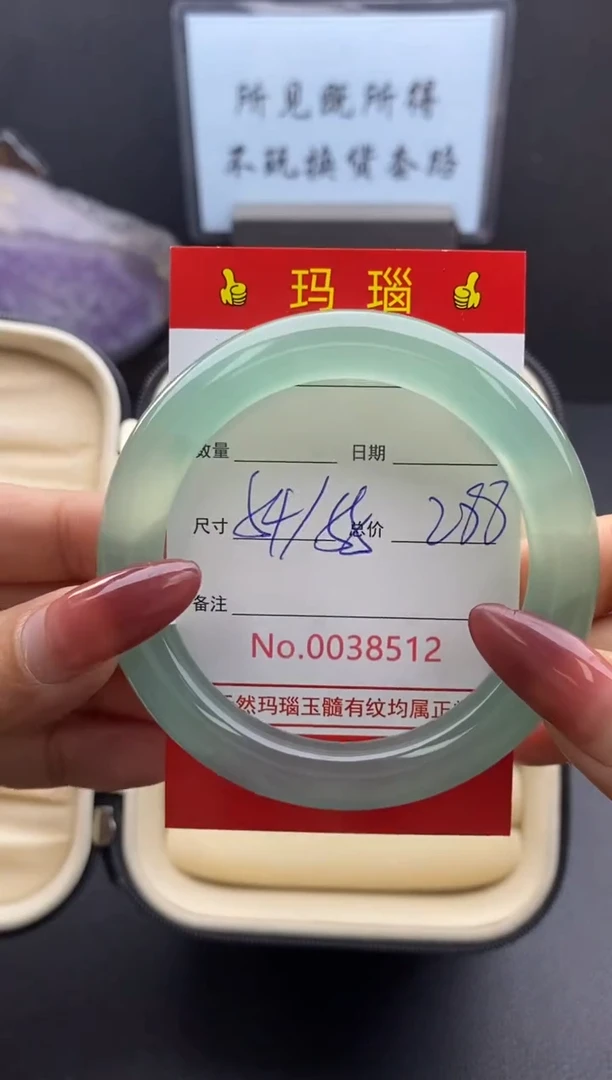 所见既所得
不玩换货套路
👍 玛瑙 👍
数量 日期
尺寸 54/55 总价 288
备注
No.0038512
天然玛瑙玉髓有纹均属正